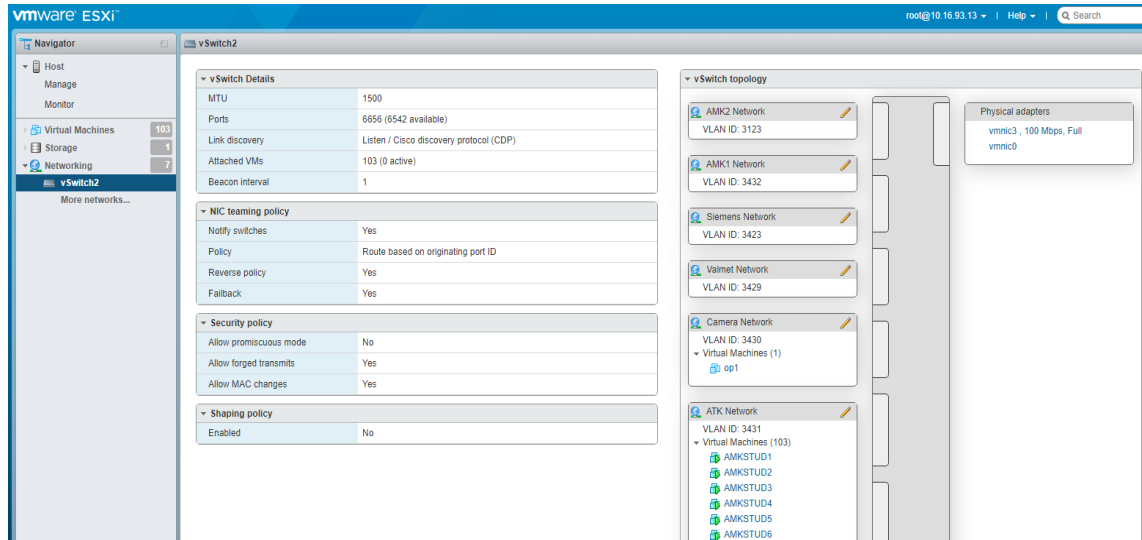 vmware ESXi™
root@10.16.93.13 | Help | Search
Navigator
Host
Manage
Monitor
Virtual Machines 103
Storage 1
Networking 7
vSwitch2
More networks...
vSwitch2
vSwitch Details
MTU 1500
Ports 6656 (6542 available)
Link discovery Listen / Cisco discovery protocol (CDP)
Attached VMs 103 (0 active)
Beacon interval 1
NIC teaming policy
Notify switches Yes
Policy Route based on originating port ID
Reverse policy Yes
Failback Yes
Security policy
Allow promiscuous mode No
Allow forged transmits Yes
Allow MAC changes Yes
Shaping policy
Enabled No
vSwitch topology
AMK2 Network
VLAN ID: 3123
AMK1 Network
VLAN ID: 3432
Siemens Network
VLAN ID: 3423
Valmet Network
VLAN ID: 3429
Camera Network
VLAN ID: 3430
Virtual Machines (1)
op1
ATK Network
VLAN ID: 3431
Virtual Machines (103)
AMKSTUD1
AMKSTUD2
AMKSTUD3
AMKSTUD4
AMKSTUD5
AMKSTUD6
Physical adapters
vmnic3 , 100 Mbps, Full
vmnic0